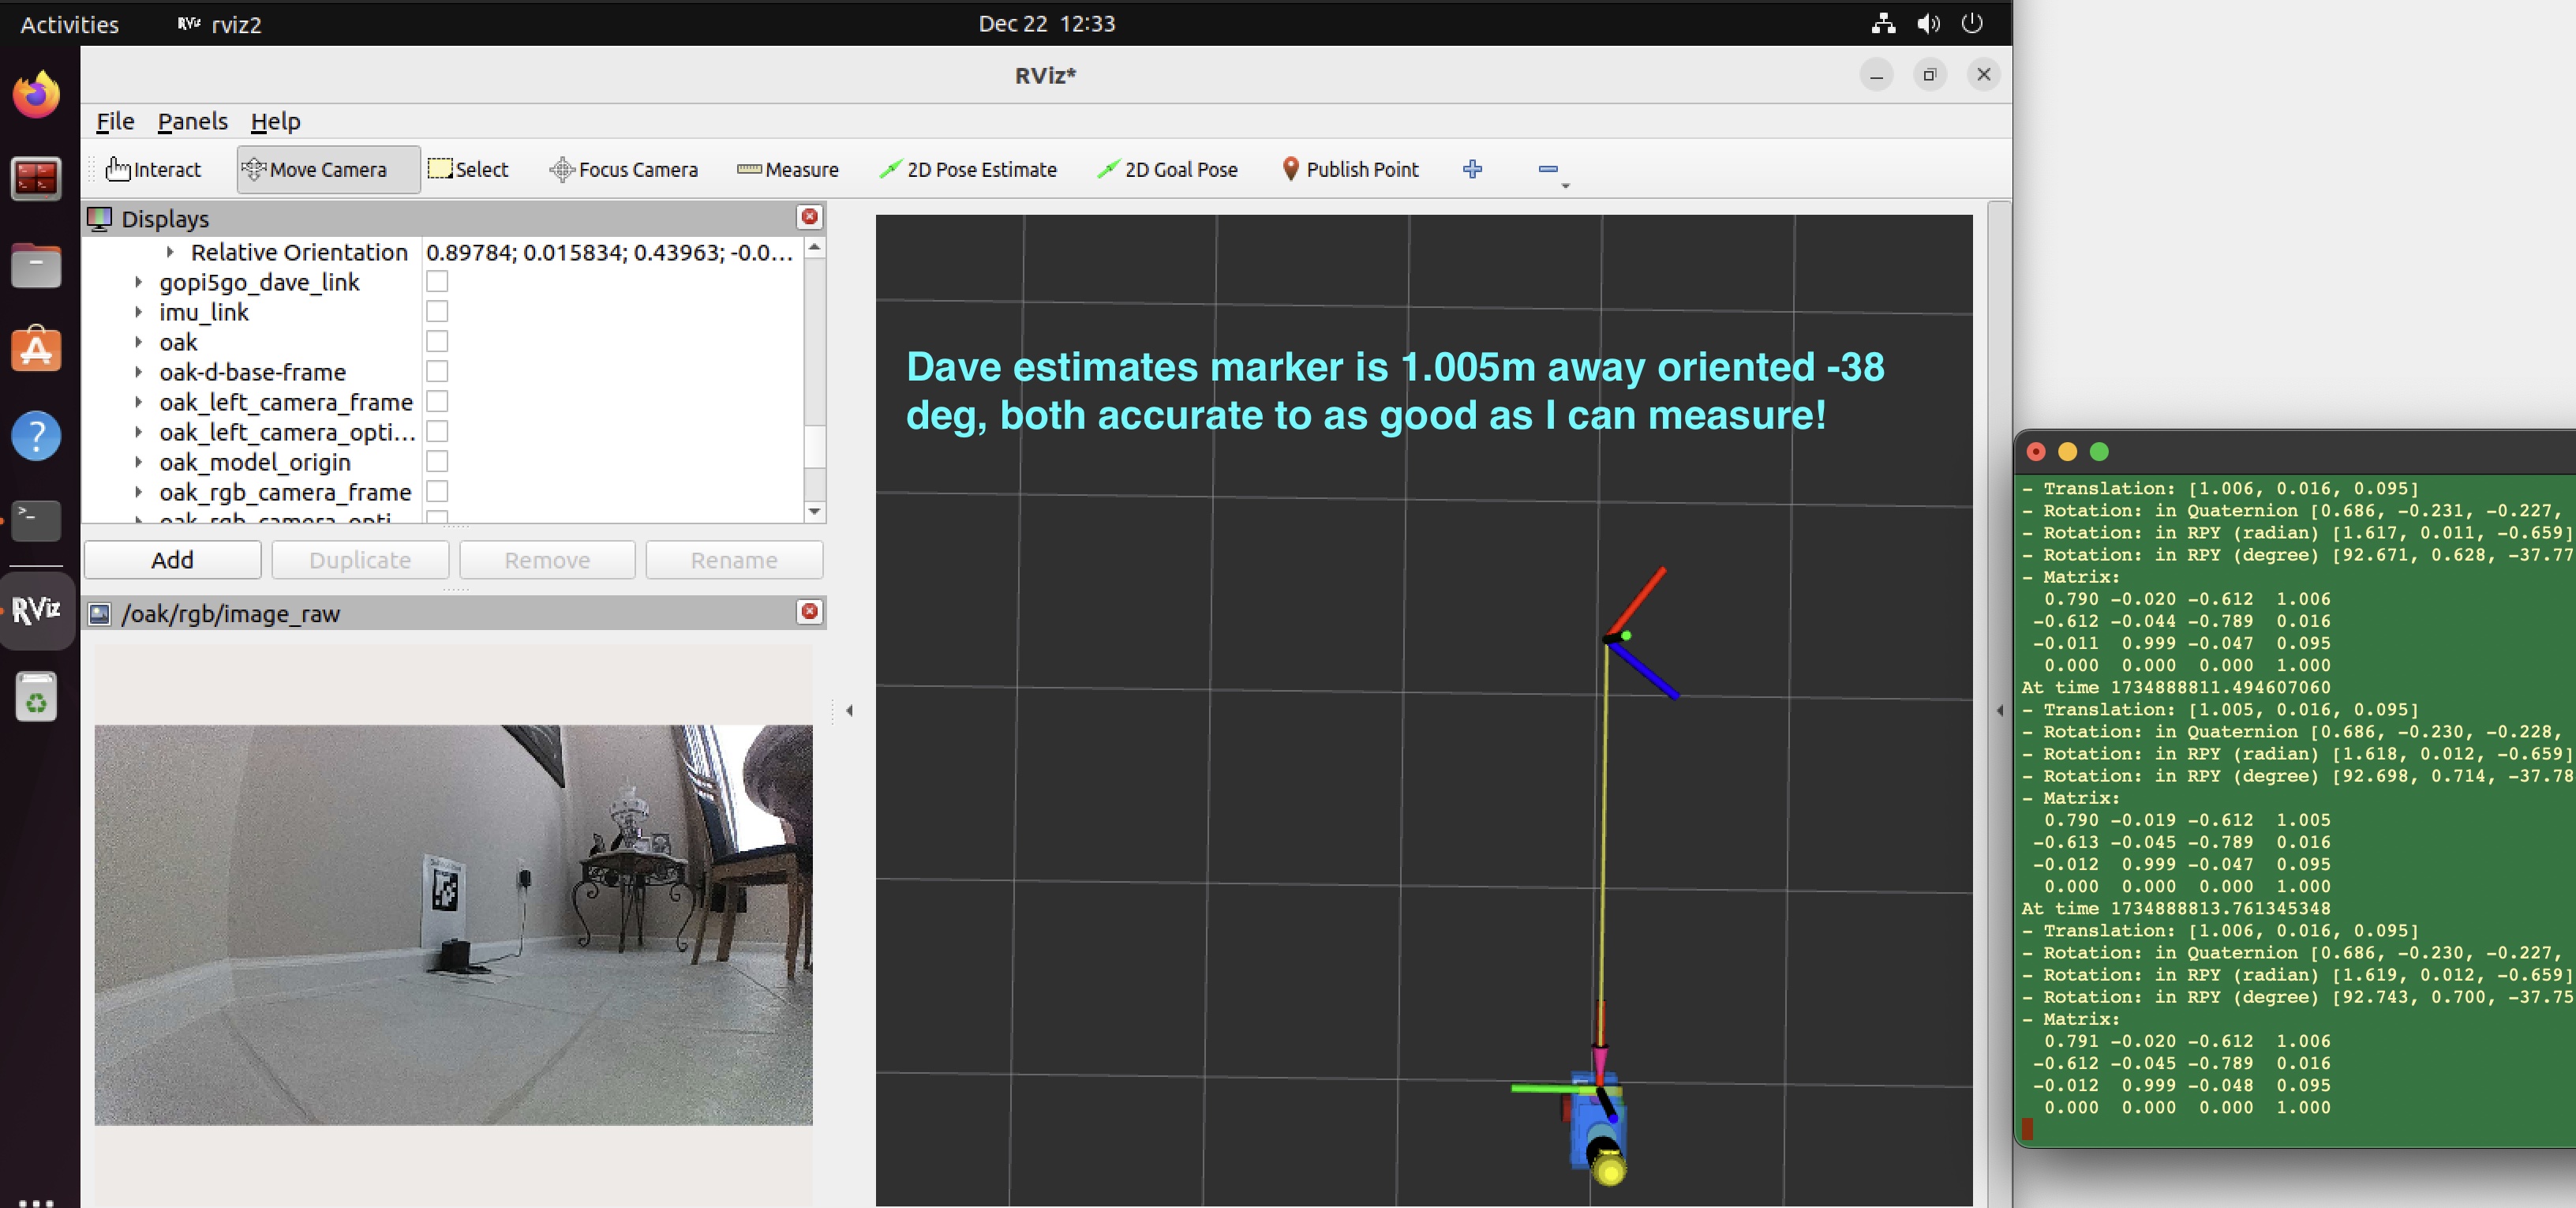 Activities
RViz rviz2
Dec 22 12:33
RViz*
File Panels Help
Interact
Move Camera
Select
Focus Camera
Measure
2D Pose Estimate
2D Goal Pose
Publish Point
Displays
Relative Orientation 0.89784; 0.015834; 0.43963; -0.0...
gopi5go_dave_link
imu_link
oak
oak-d-base-frame
oak_left_camera_frame
oak_left_camera_opti...
oak_model_origin
oak_rgb_camera_frame
oak_rgb_camera_opti
Add
Duplicate
Remove
Rename
RViz
/oak/rgb/image_raw
Dave estimates marker is 1.005m away oriented -38
deg, both accurate to as good as I can measure!
- Translation: [1.006, 0.016, 0.095]
- Rotation: in Quaternion [0.686, -0.231, -0.227,
- Rotation: in RPY (radian) [1.617, 0.011, -0.659]
- Rotation: in RPY (degree) [92.671, 0.628, -37.77
- Matrix:
0.790 -0.020 -0.612 1.006
-0.612 -0.044 -0.789 0.016
-0.011 0.999 -0.047 0.095
0.000 0.000 0.000 1.000
At time 1734888811.494607060
- Translation: [1.005, 0.016, 0.095]
- Rotation: in Quaternion [0.686, -0.230, -0.228,
- Rotation: in RPY (radian) [1.618, 0.012, -0.659]
- Rotation: in RPY (degree) [92.698, 0.714, -37.78
- Matrix:
0.790 -0.019 -0.612 1.005
-0.613 -0.045 -0.789 0.016
-0.012 0.999 -0.047 0.095
0.000 0.000 0.000 1.000
At time 1734888813.761345348
- Translation: [1.006, 0.016, 0.095]
- Rotation: in Quaternion [0.686, -0.230, -0.227,
- Rotation: in RPY (radian) [1.619, 0.012, -0.659]
- Rotation: in RPY (degree) [92.743, 0.700, -37.75
- Matrix:
0.791 -0.020 -0.612 1.006
-0.612 -0.045 -0.789 0.016
-0.012 0.999 -0.048 0.095
0.000 0.000 0.000 1.000